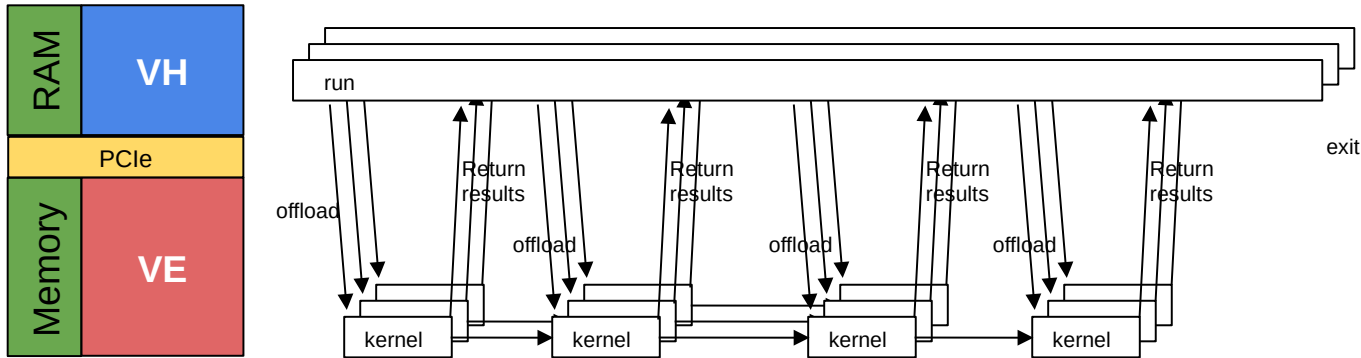 RAM
VH
PCIe
Memory
VE
run
exit
offload
Return
results
offload
Return
results
offload
Return
results
offload
Return
results
kernel
kernel
kernel
kernel